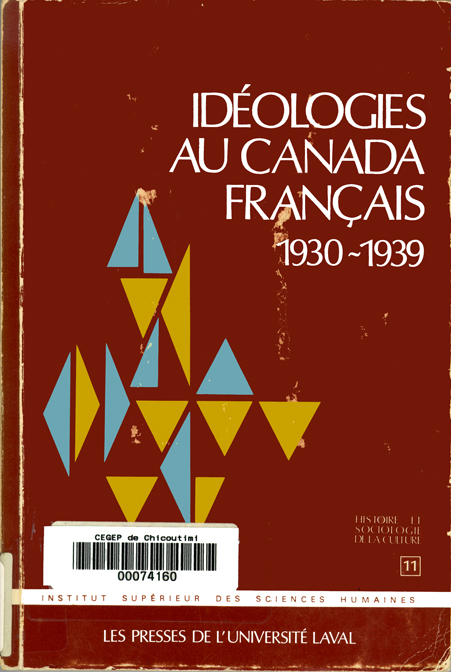 IDÉOLOGIES
AU CANADA
FRANÇAIS
1930~1939
HISTOIRE ET
SOCIOLOGIE
DE LA CULTURE
11
CEGEP de Chicoutimi
00074160
INSTITUT SUPÉRIEUR DES SCIENCES HUMAINES
LES PRESSES DE L'UNIVERSITÉ LAVAL